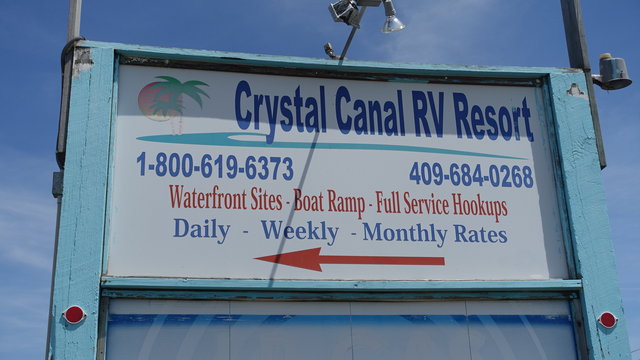 Crystal Canal RV Resort
1-800-619-6373 409-684-0268
Waterfront Sites - Boat Ramp - Full Service Hookups
Daily - Weekly - Monthly Rates